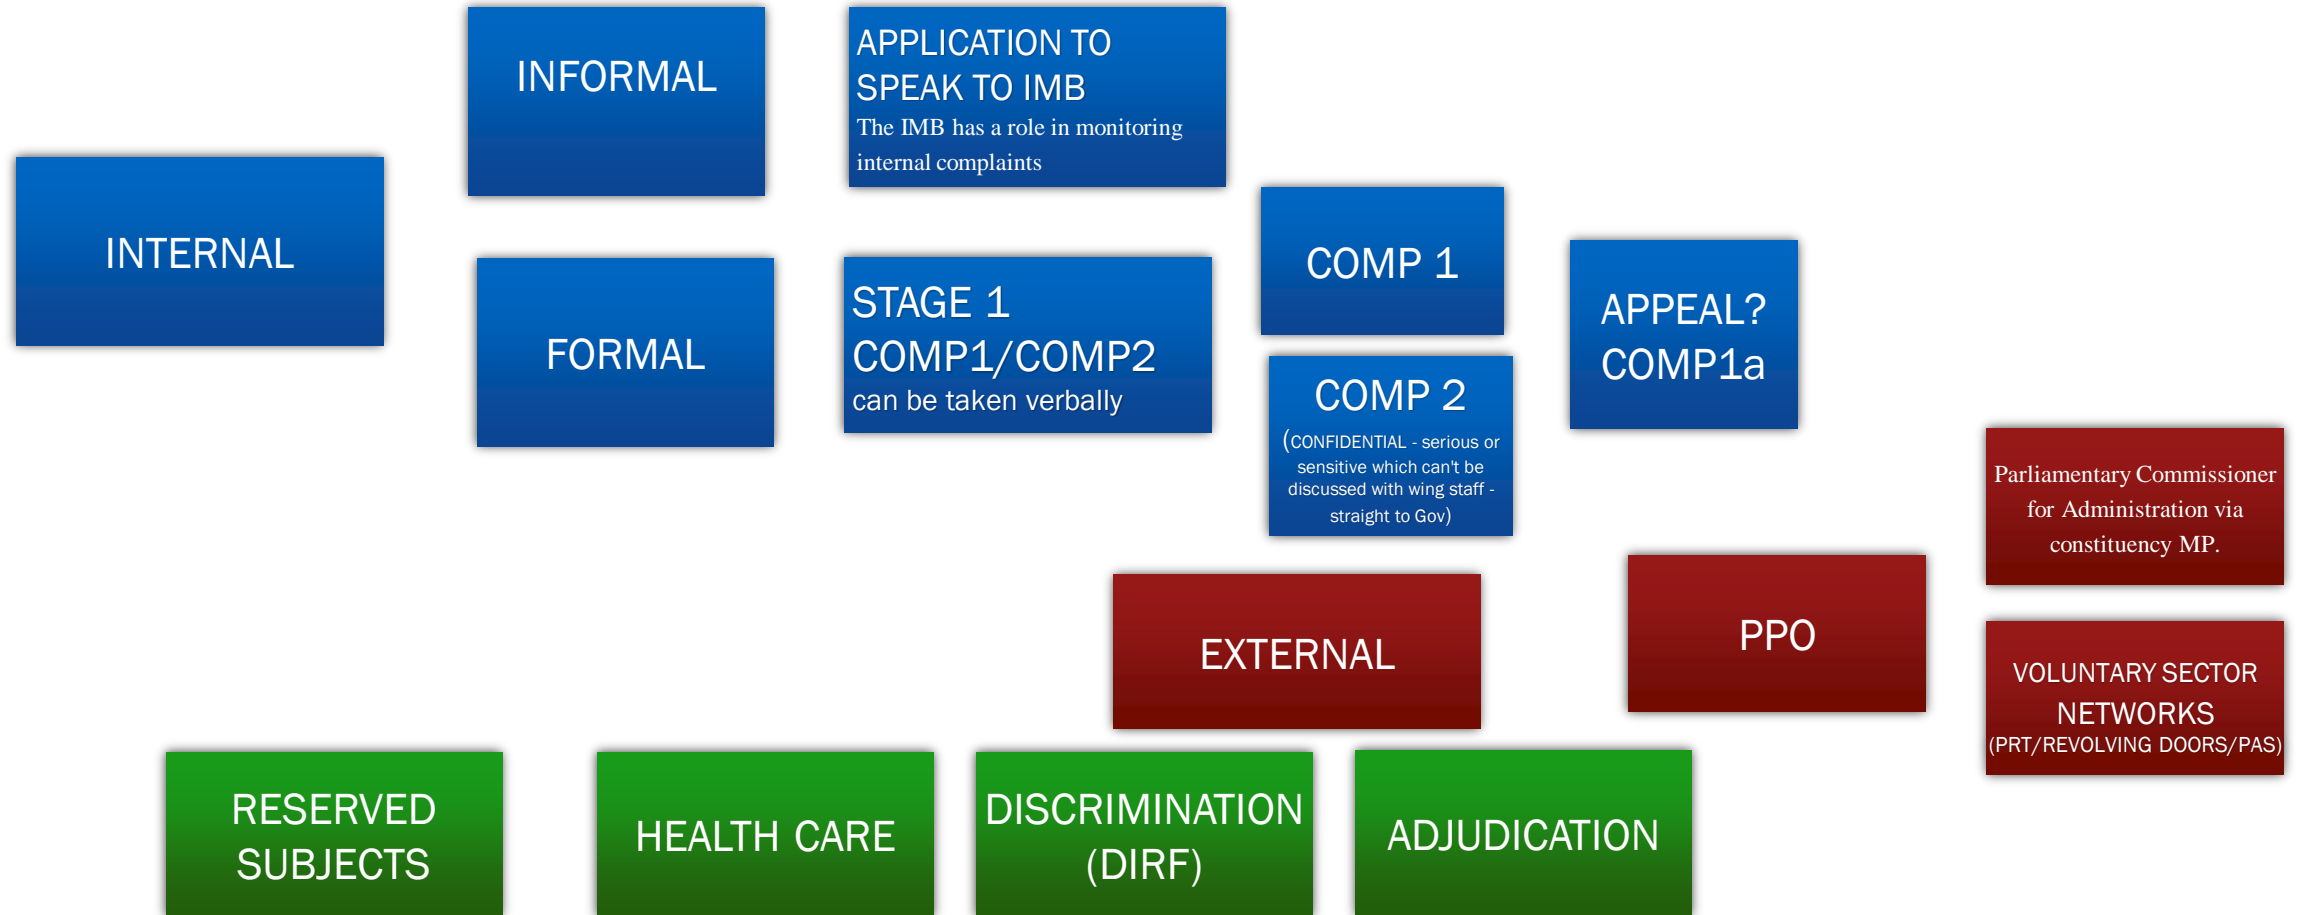 INFORMAL
APPLICATION TO
SPEAK TO IMB
The IMB has a role in monitoring
internal complaints
INTERNAL
FORMAL
STAGE 1
COMP1/COMP2
can be taken verbally
COMP 1
COMP 2
(CONFIDENTIAL - serious or
sensitive which can't be
discussed with wing staff -
straight to Gov)
APPEAL?
COMP1a
Parliamentary Commissioner
for Administration via
constituency MP.
EXTERNAL
PPO
VOLUNTARY SECTOR
NETWORKS
(PRT/REVOLVING DOORS/PAS)
RESERVED
SUBJECTS
HEALTH CARE
DISCRIMINATION
(DIRF)
ADJUDICATION